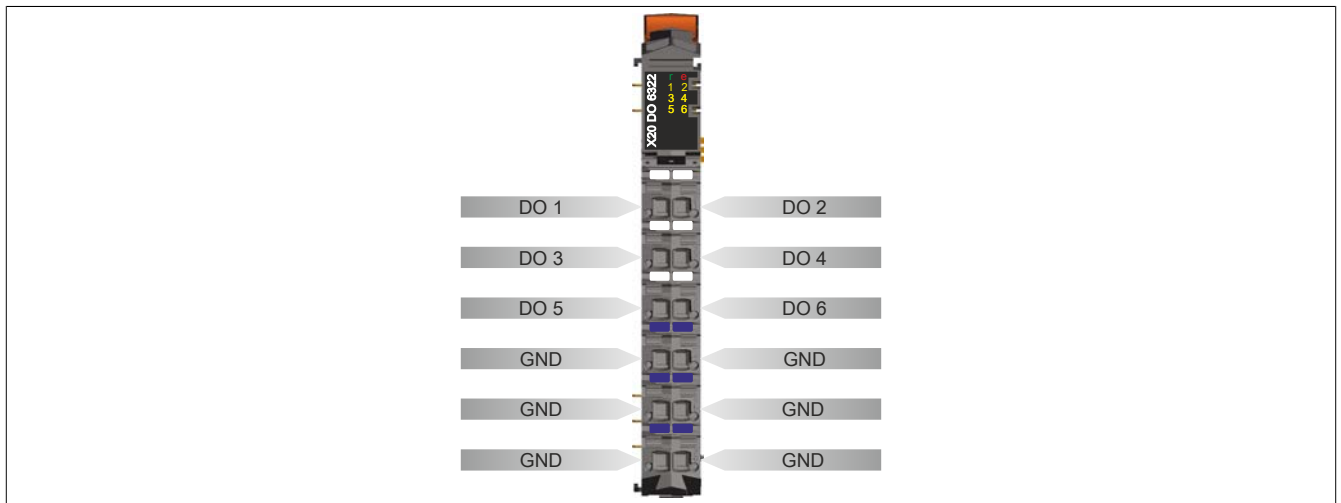 X20 DO 6322
r e
1 2
3 4
5 6
DO 1 DO 2
DO 3 DO 4
DO 5 DO 6
GND GND
GND GND
GND GND